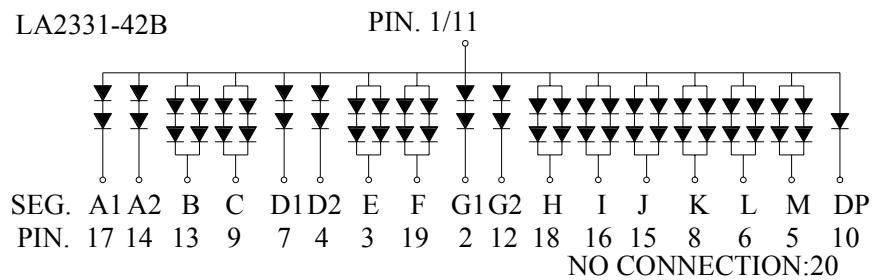 LA2331-42B
PIN. 1/11
SEG. A1 A2 B C D1 D2 E F G1 G2 H I J K L M DP
PIN. 17 14 13 9 7 4 3 19 2 12 18 16 15 8 6 5 10
NO CONNECTION:20